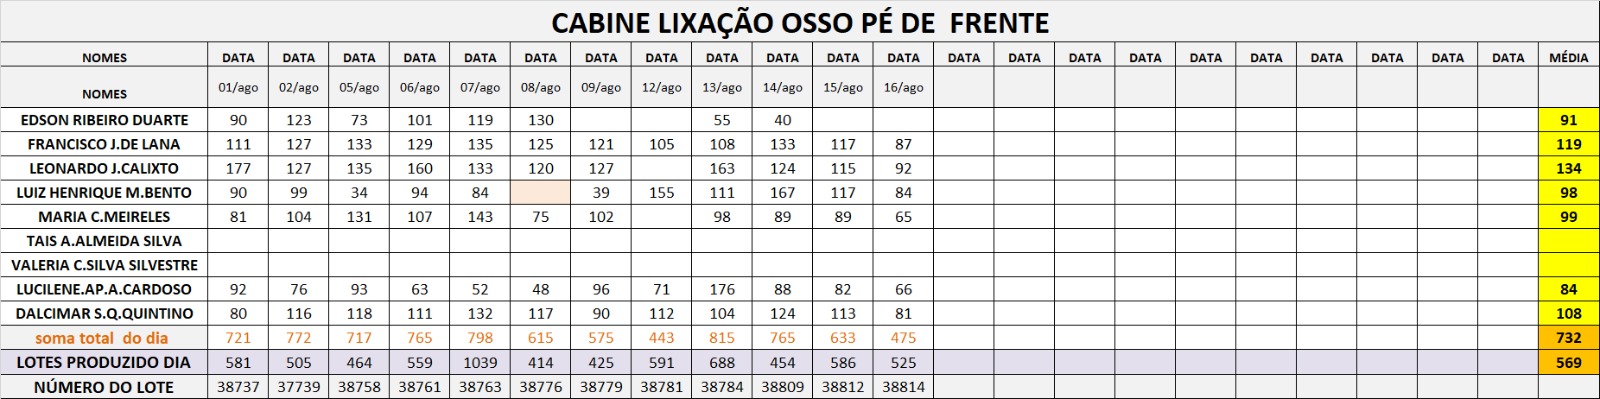 CABINE LIXAÇÃO OSSO PÉ DE FRENTE
NOMES DATA DATA DATA DATA DATA DATA DATA DATA DATA DATA DATA DATA DATA DATA DATA DATA DATA DATA DATA DATA DATA DATA MÉDIA
NOMES 01/ago 02/ago 05/ago 06/ago 07/ago 08/ago 09/ago 12/ago 13/ago 14/ago 15/ago 16/ago
EDSON RIBEIRO DUARTE 90 123 73 101 119 130 55 40 91
FRANCISCO J.DE LANA 111 127 133 129 135 125 121 105 108 133 117 87 119
LEONARDO J.CALIXTO 177 127 135 160 133 120 127 163 124 115 92 134
LUIZ HENRIQUE M.BENTO 90 99 34 94 84 39 155 111 167 117 84 98
MARIA C.MEIRELES 81 104 131 107 143 75 102 98 89 89 65 99
TAIS A.ALMEIDA SILVA
VALERIA C.SILVA SILVESTRE
LUCILENE.AP.A.CARDOSO 92 76 93 63 52 48 96 71 176 88 82 66 84
DALCIMAR S.Q.QUINTINO 80 116 118 111 132 117 90 112 104 124 113 81 108
soma total do dia 721 772 717 765 798 615 575 443 815 765 633 475 732
LOTES PRODUZIDO DIA 581 505 464 559 1039 414 425 591 688 454 586 525 569
NÚMERO DO LOTE 38737 37739 38758 38761 38763 38776 38779 38781 38784 38809 38812 38814